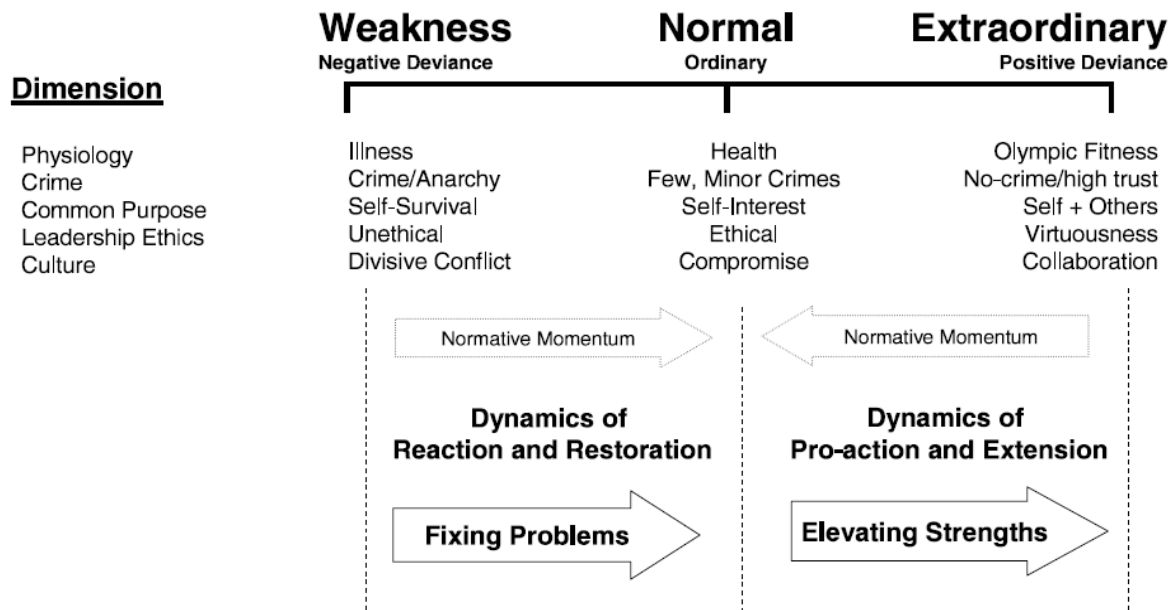 Weakness Normal Extraordinary
Negative Deviance Ordinary Positive Deviance
Dimension
Physiology Illness Health Olympic Fitness
Crime Crime/Anarchy Few, Minor Crimes No-crime/high trust
Common Purpose Self-Survival Self-Interest Self + Others
Leadership Ethics Unethical Ethical Virtuousness
Culture Divisive Conflict Compromise Collaboration
Normative Momentum Normative Momentum
Dynamics of Dynamics of
Reaction and Restoration Pro-action and Extension
Fixing Problems Elevating Strengths